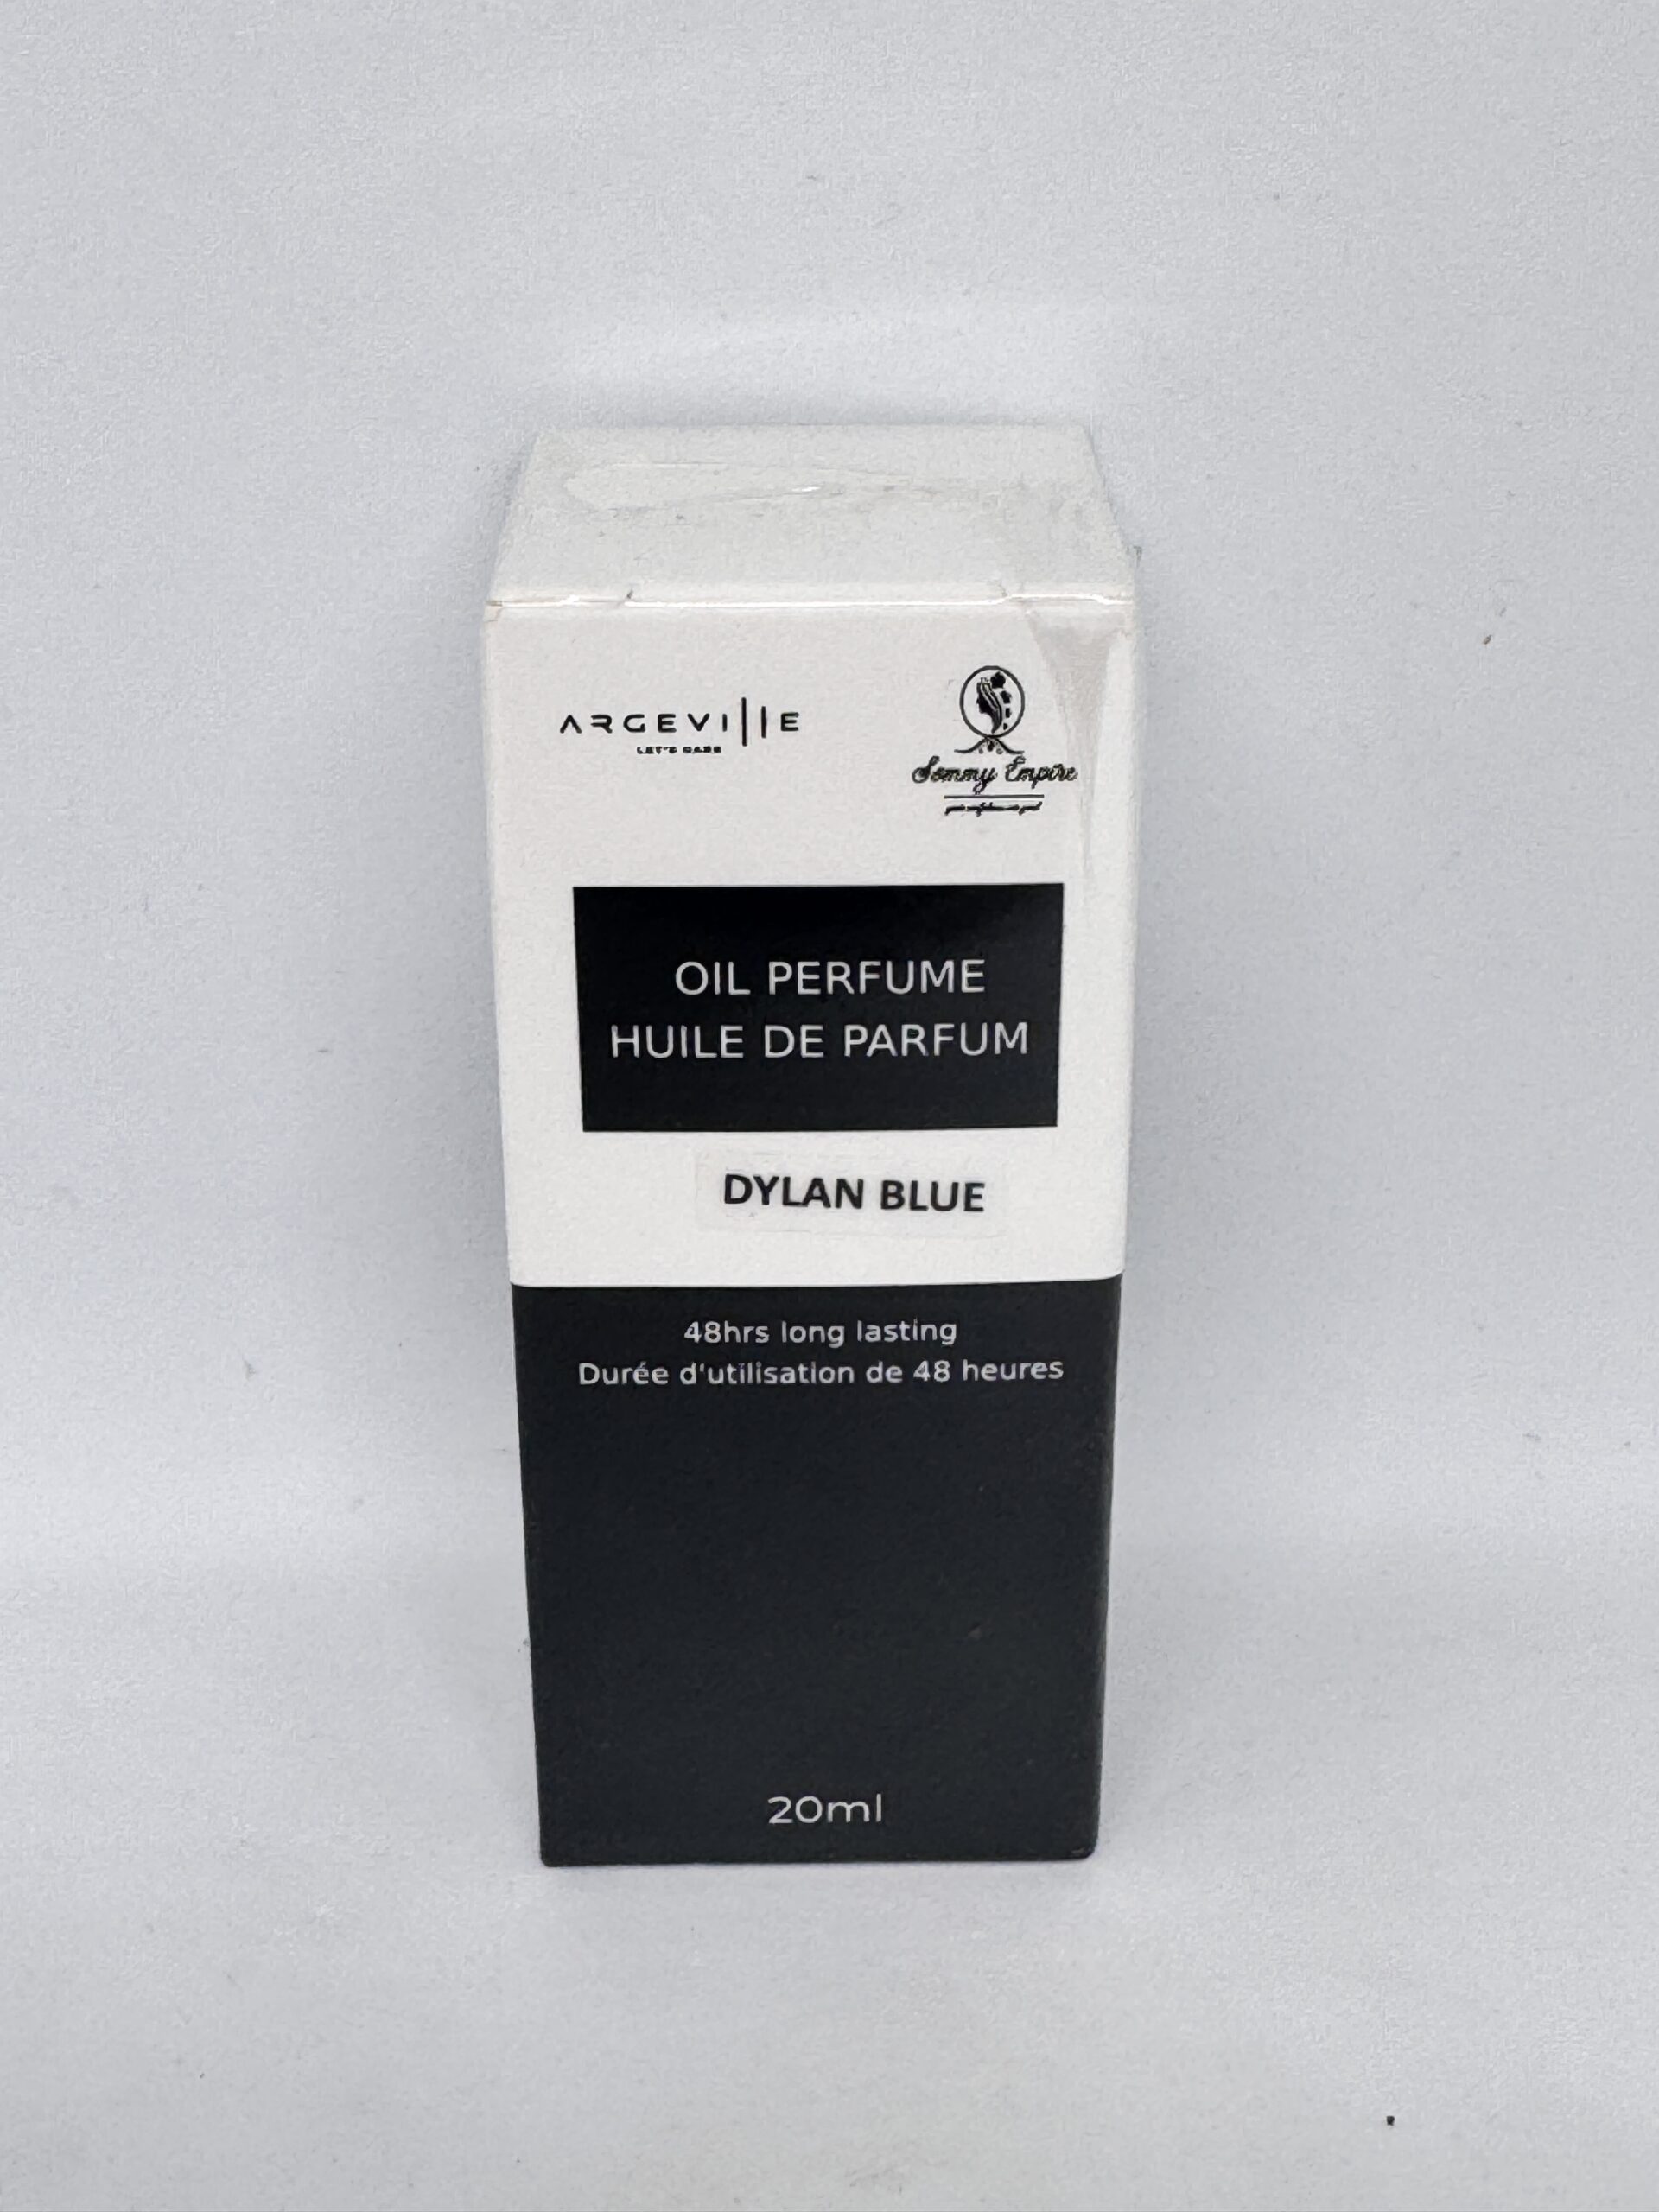 ARGEVILLE
LET'S CARE
Sommy Empire
OIL PERFUME
HUILE DE PARFUM
DYLAN BLUE
48hrs long lasting
Durée d'utilisation de 48 heures
20ml